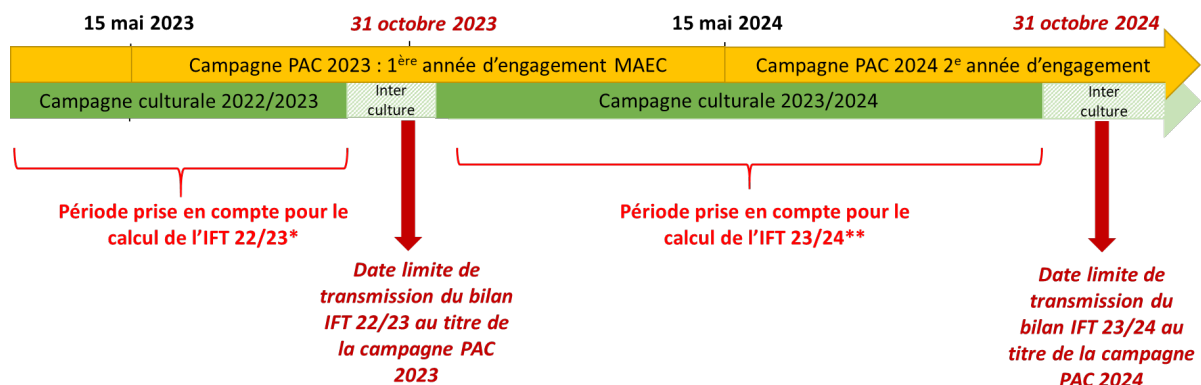 15 mai 2023
31 octobre 2023
15 mai 2024
31 octobre 2024
Campagne PAC 2023 : 1ère année d'engagement MAEC
Campagne PAC 2024 2e année d'engagement
Campagne culturale 2022/2023
Inter
culture
Campagne culturale 2023/2024
Inter
culture
Période prise en compte pour le
calcul de l'IFT 22/23*
Période prise en compte pour le
calcul de l'IFT 23/24**
Date limite de
transmission du bilan
IFT 22/23 au titre de
la campagne PAC
2023
Date limite de
transmission du
bilan IFT 23/24 au
titre de la campagne
PAC 2024